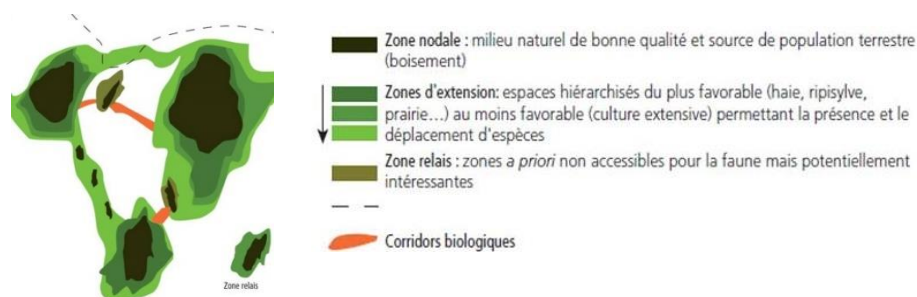 Zone nodale : milieu naturel de bonne qualité et source de population terrestre
(boisement)
Zones d'extension: espaces hiérarchisés du plus favorable (haie, ripisylve,
prairie...) au moins favorable (culture extensive) permettant la présence et le
déplacement d'espèces
Zone relais : zones a priori non accessibles pour la faune mais potentiellement
intéressantes
Corridors biologiques
Zone relais